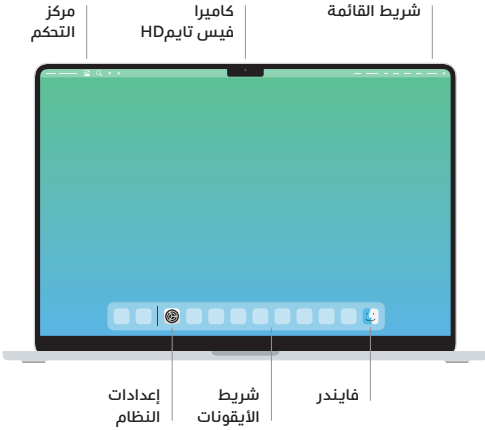 شريط القائمة
كاميرا
فيس تايمHD
مركز
التحكم
فايندر
شريط
الأيقونات
إعدادات
النظام